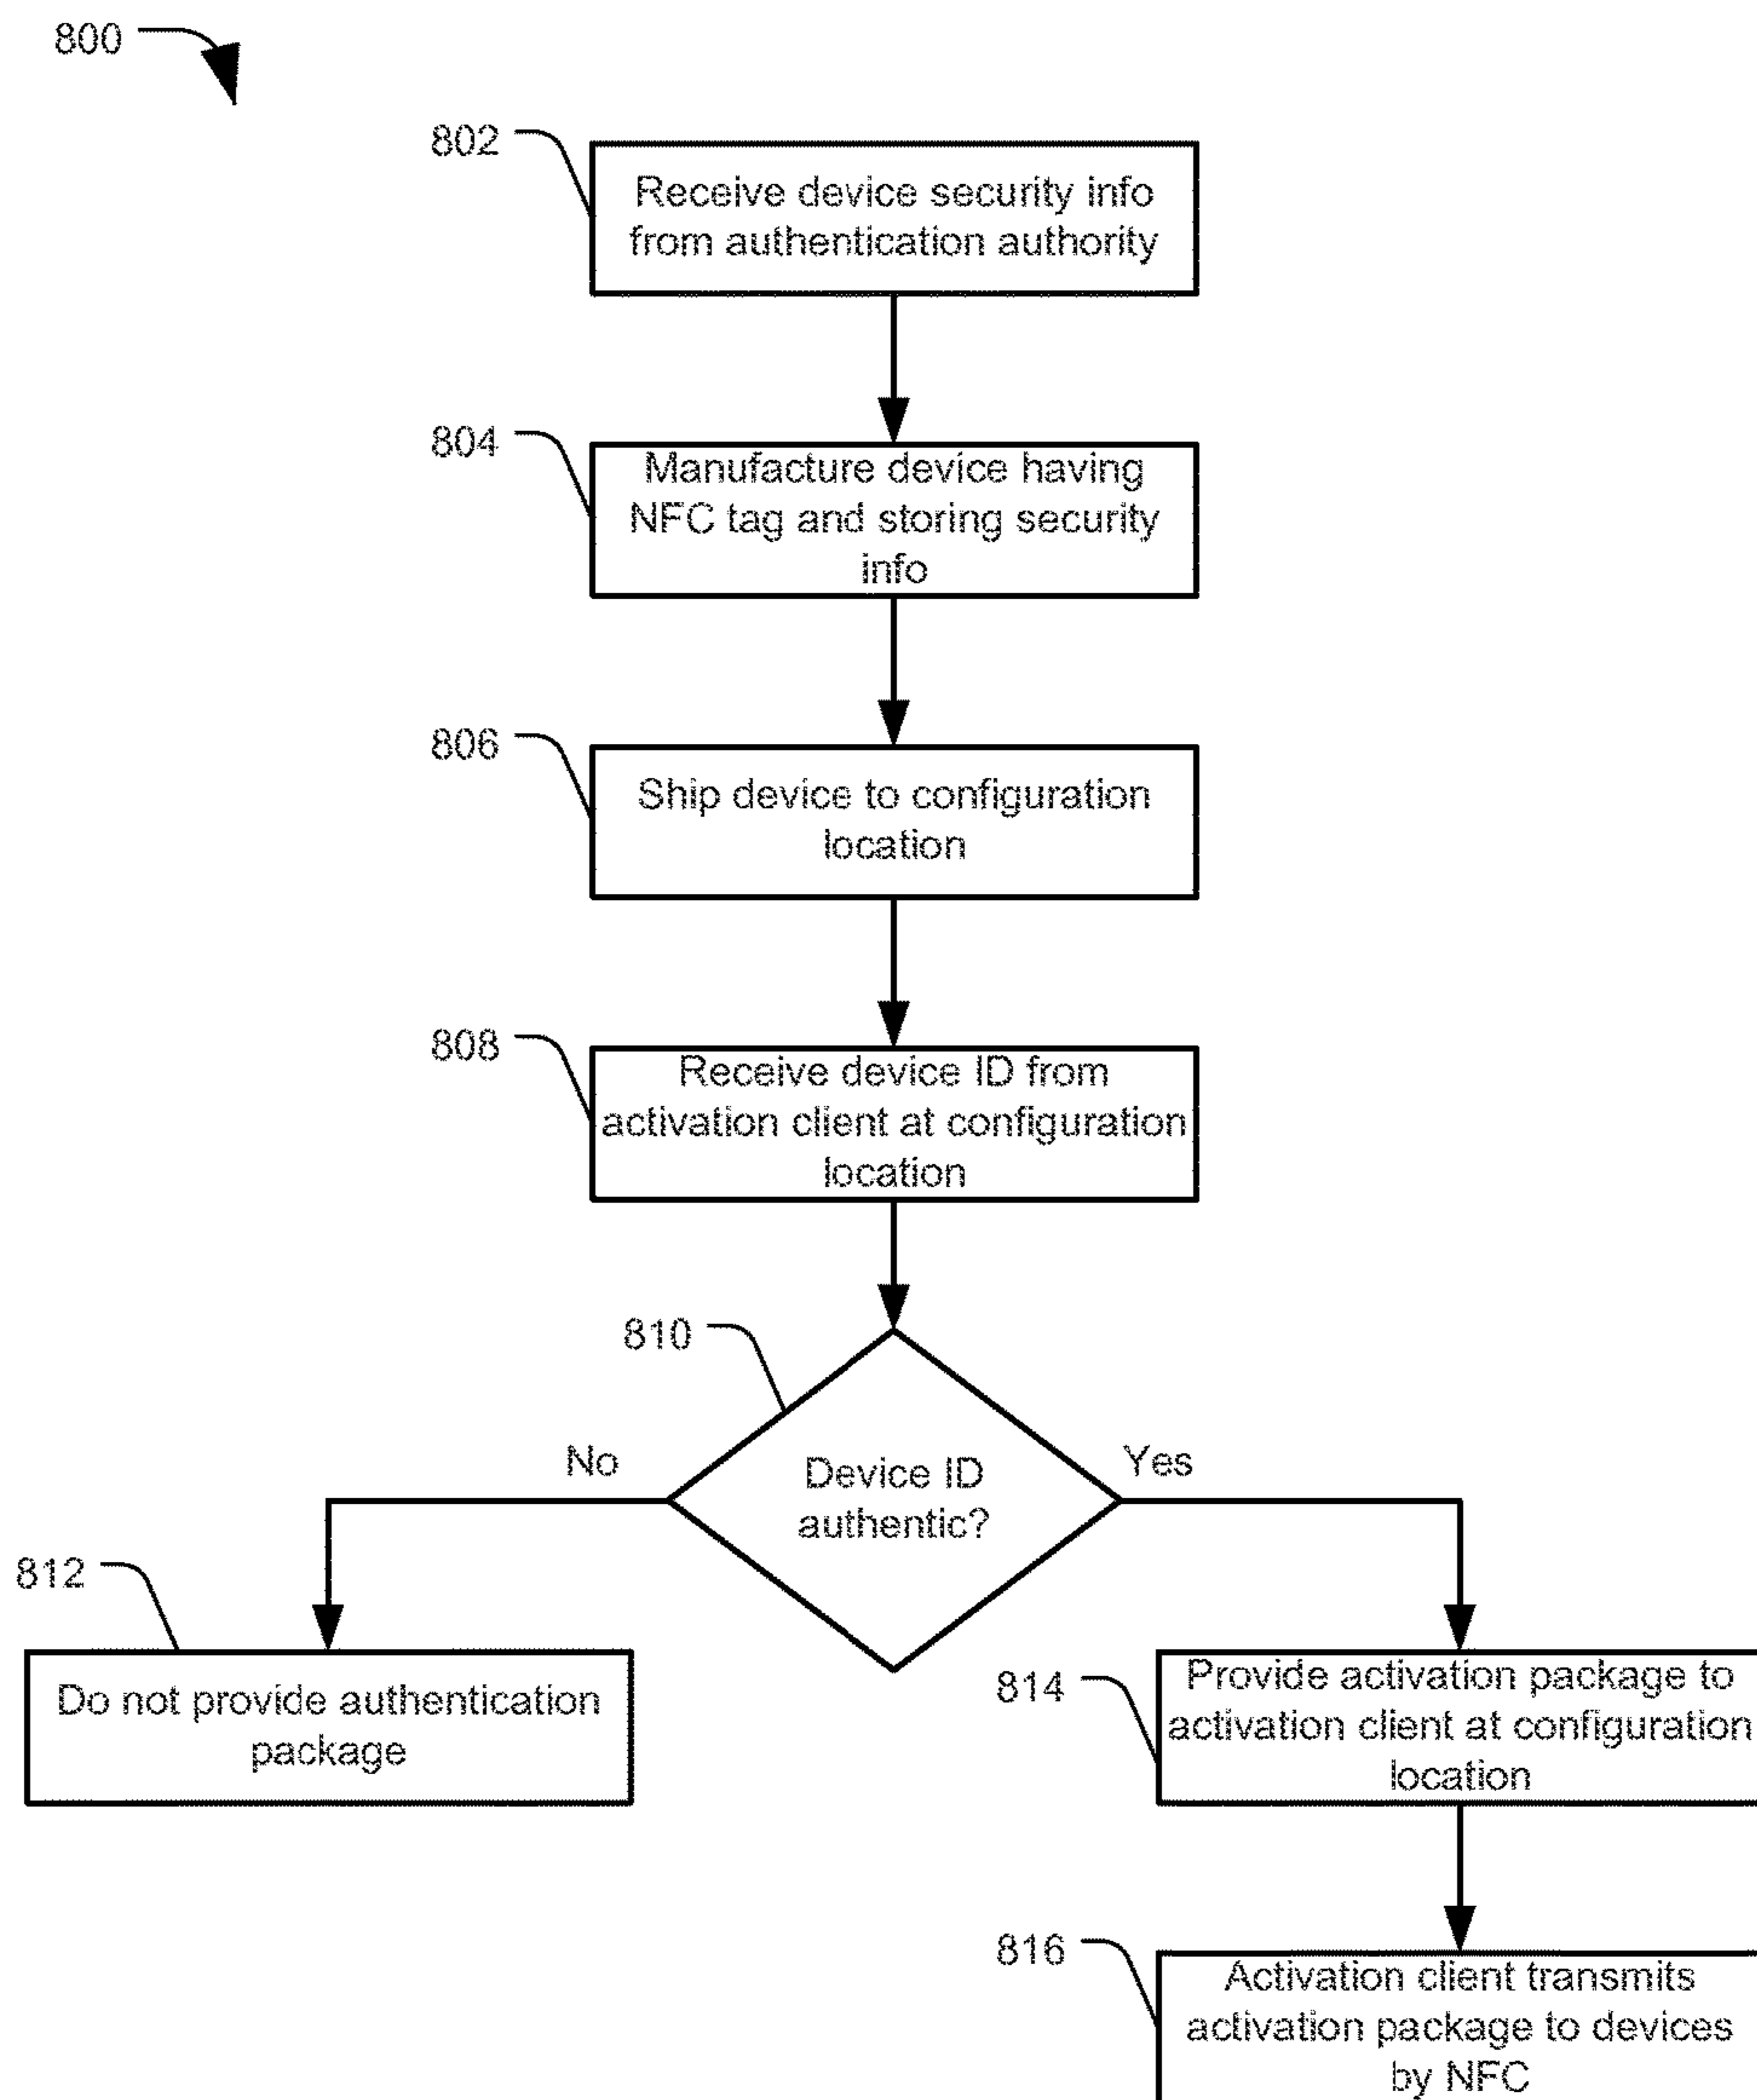 800
802
Receive device security info
from authentication authority
804
Manufacture device having
NFC tag and storing security
info
806
Ship device to configuration
location
808
Receive device ID from
activation client at configuration
location
810
No
Device ID
authentic?
Yes
812
Do not provide authentication
package
814
Provide activation package to
activation client at configuration
location
816
Activation client transmits
activation package to devices
by NFC